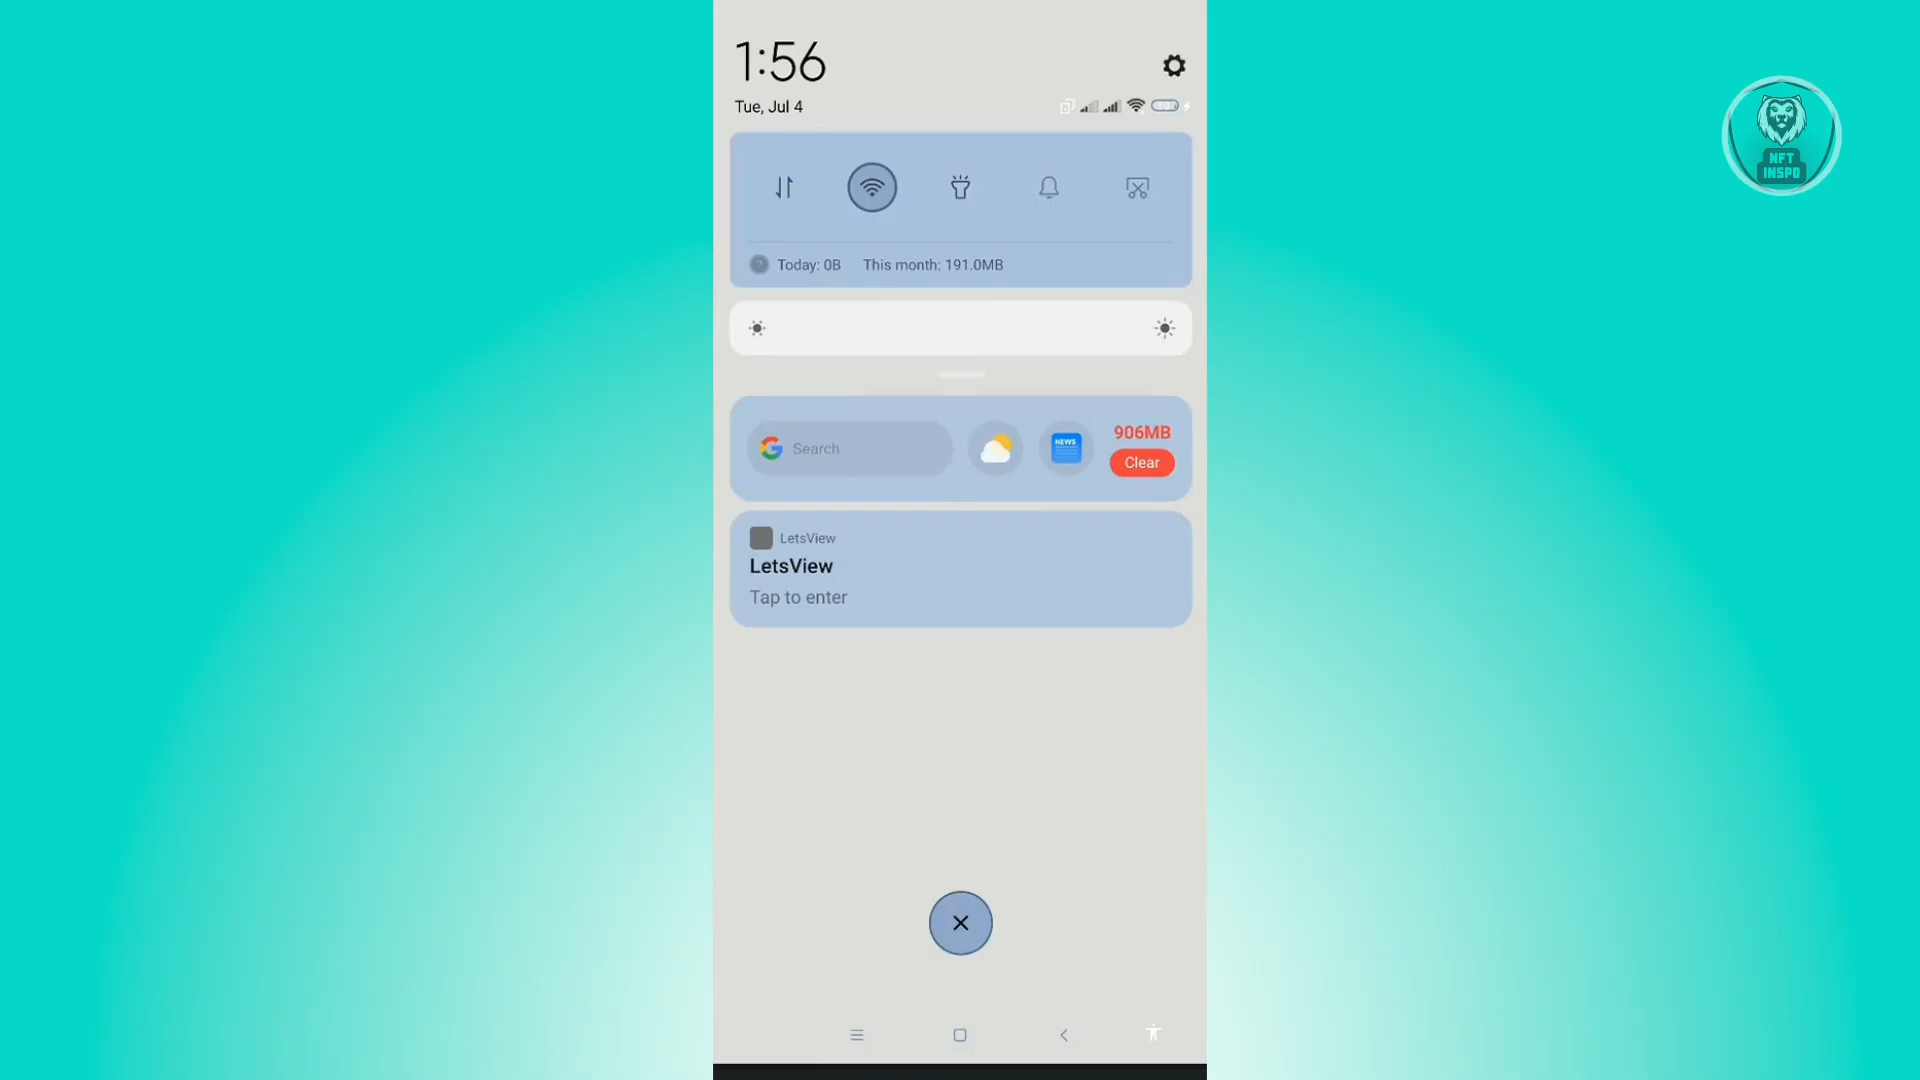 1:56
Tue, Jul 4
Today: 0B This month: 191.0MB
Search
NEWS
906MB
Clear
LetsView
LetsView
Tap to enter
NFT
INSPO